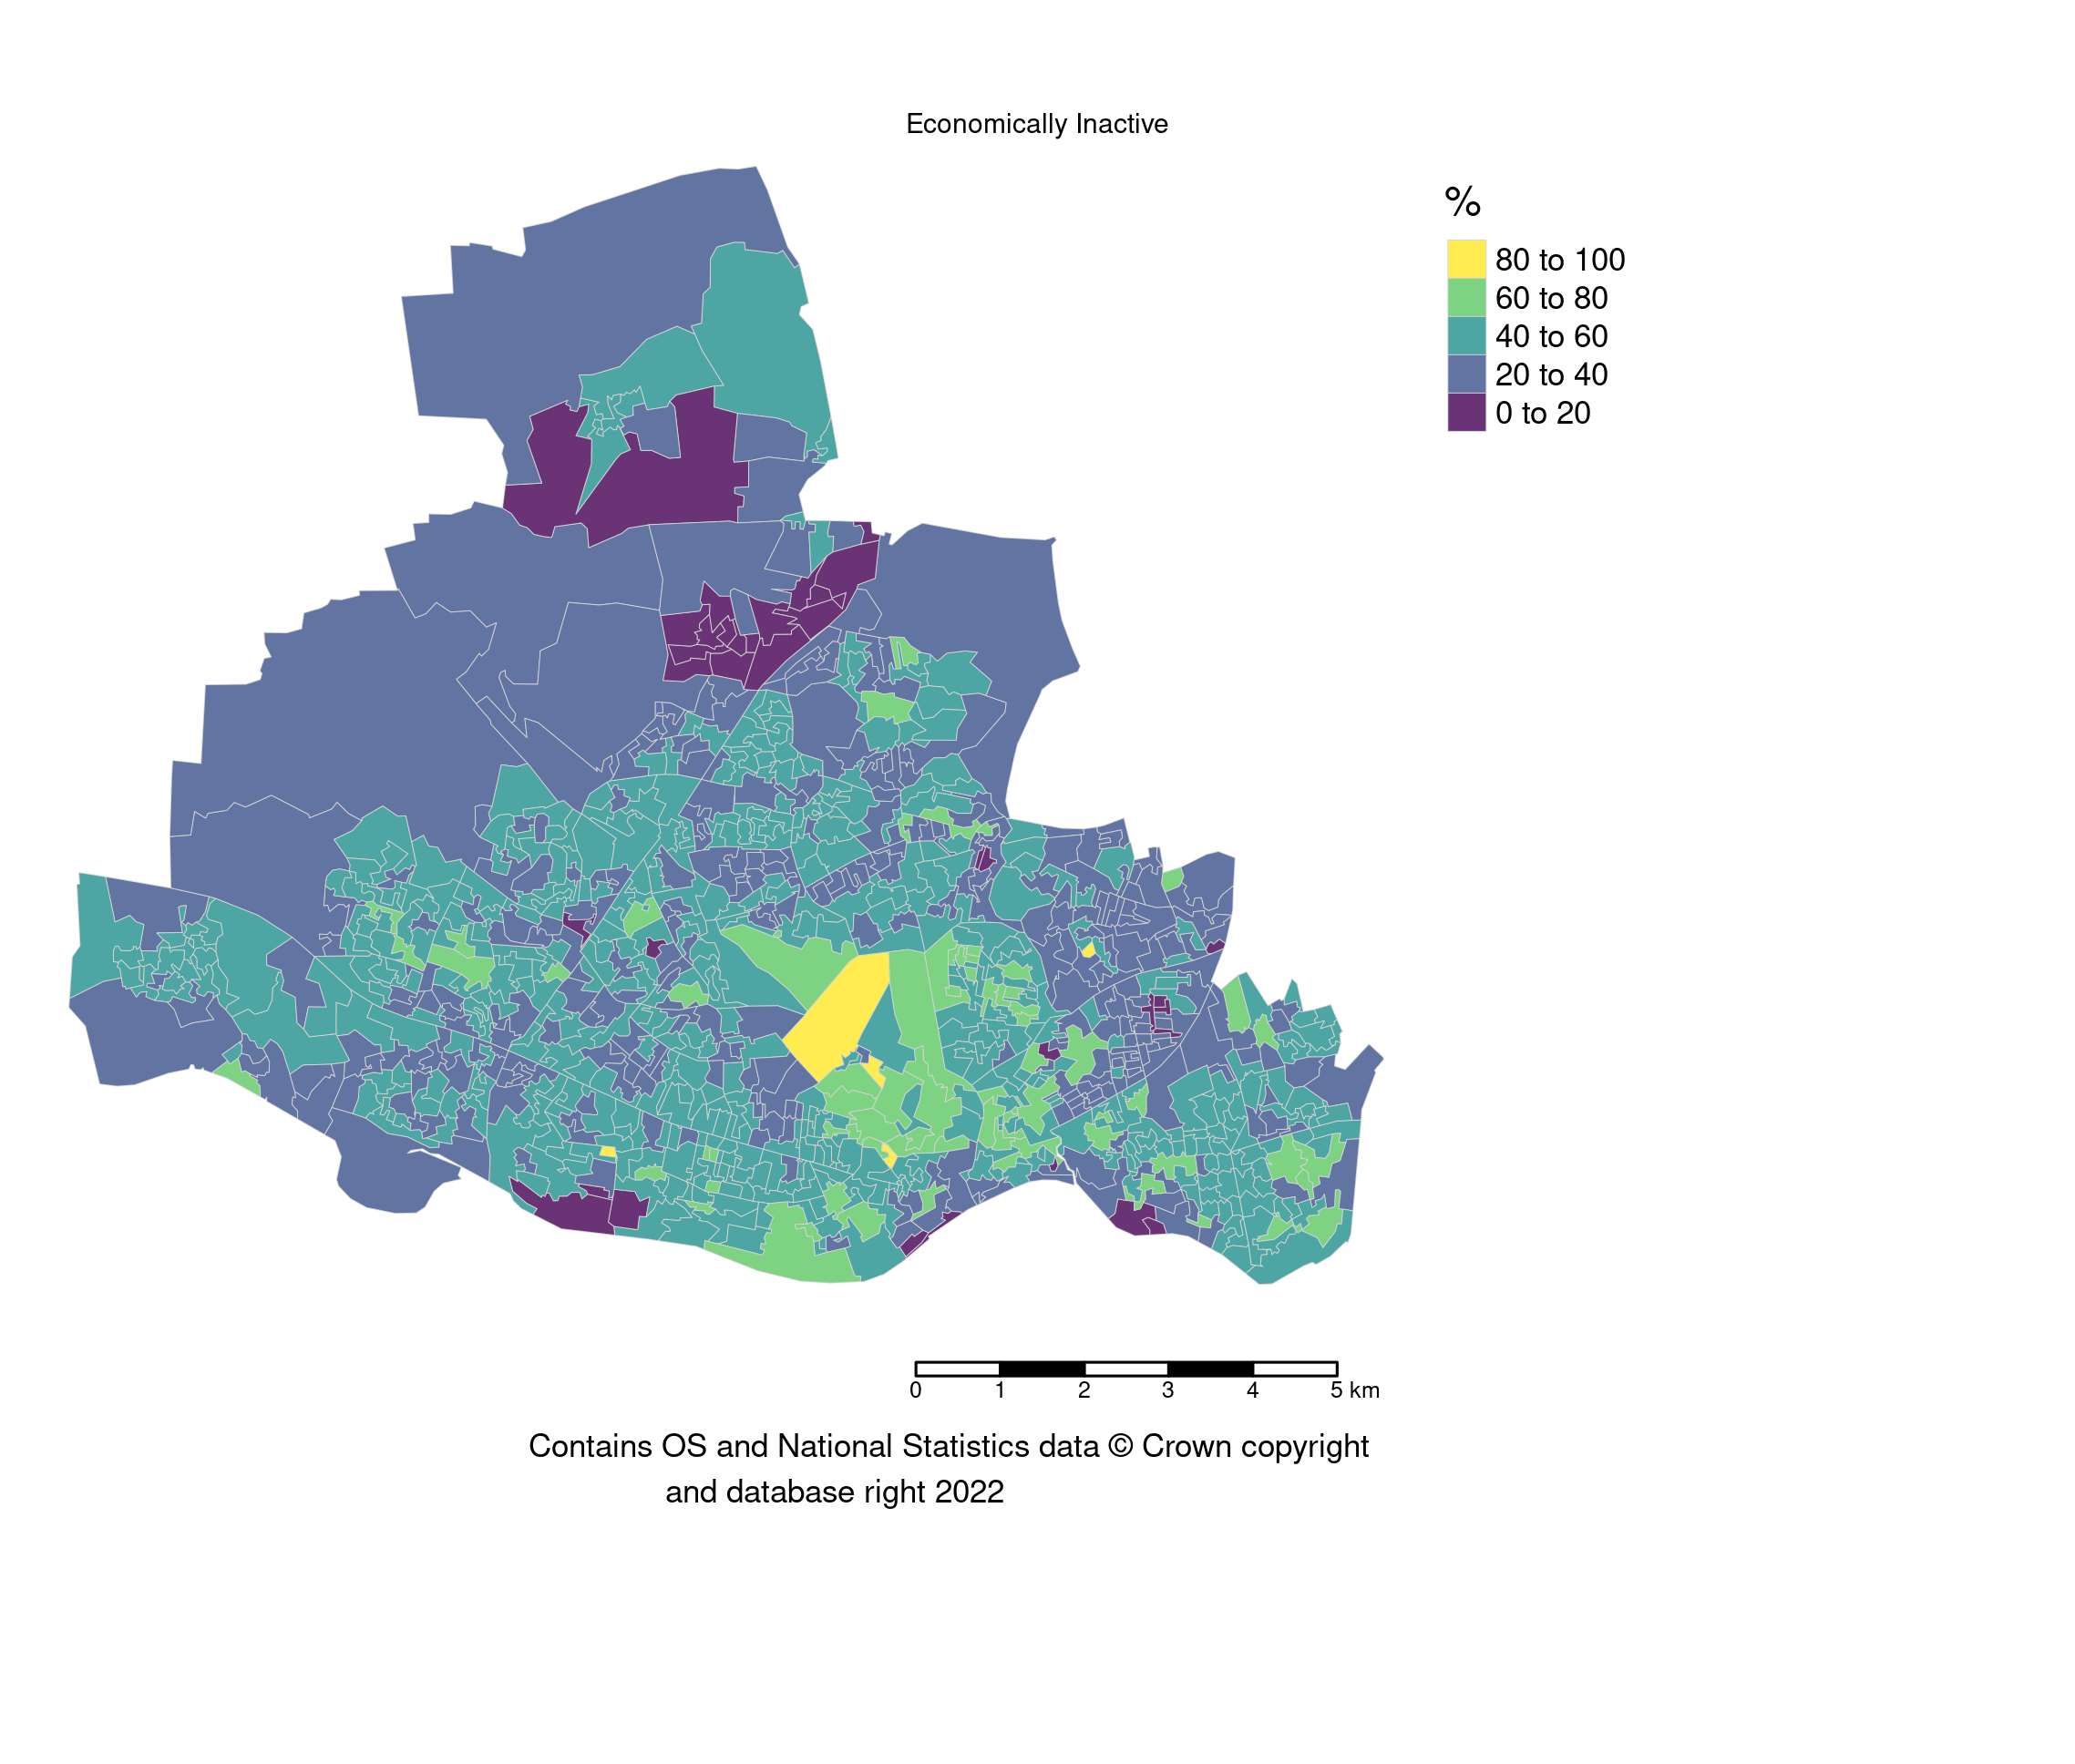 Economically Inactive
%
80 to 100
60 to 80
40 to 60
20 to 40
0 to 20
0 1 2 3 4 5 km
Contains OS and National Statistics data © Crown copyright
and database right 2022